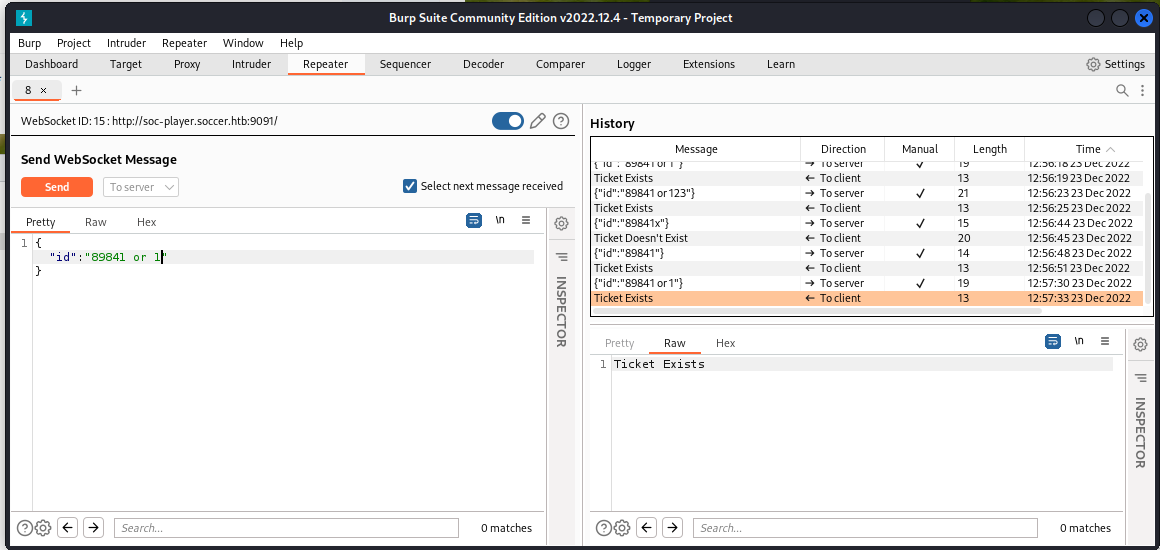 Burp Suite Community Edition v2022.12.4 - Temporary Project
Burp Project Intruder Repeater Window Help
Dashboard Target Proxy Intruder Repeater Sequencer Decoder Comparer Logger Extensions Learn Settings
8 × +
WebSocket ID: 15 : http://soc-player.soccer.htb:9091/
Send WebSocket Message
Send To server Select next message received
Pretty Raw Hex \n
1 {
"id":"89841 or 1"
}
INSPECTOR
Search... 0 matches
History
Message Direction Manual Length Time
{"id":"89841 or 1"} → To server ✓ 19 12:56:18 23 Dec 2022
Ticket Exists ← To client 13 12:56:19 23 Dec 2022
{"id":"89841 or 123"} → To server ✓ 21 12:56:23 23 Dec 2022
Ticket Exists ← To client 13 12:56:25 23 Dec 2022
{"id":"89841x"} → To server ✓ 15 12:56:44 23 Dec 2022
Ticket Doesn't Exist ← To client 20 12:56:45 23 Dec 2022
{"id":"89841"} → To server ✓ 14 12:56:48 23 Dec 2022
Ticket Exists ← To client 13 12:56:51 23 Dec 2022
{"id":"89841 or 1"} → To server ✓ 19 12:57:30 23 Dec 2022
Ticket Exists ← To client 13 12:57:33 23 Dec 2022
Pretty Raw Hex \n
1 Ticket Exists
INSPECTOR
Search... 0 matches